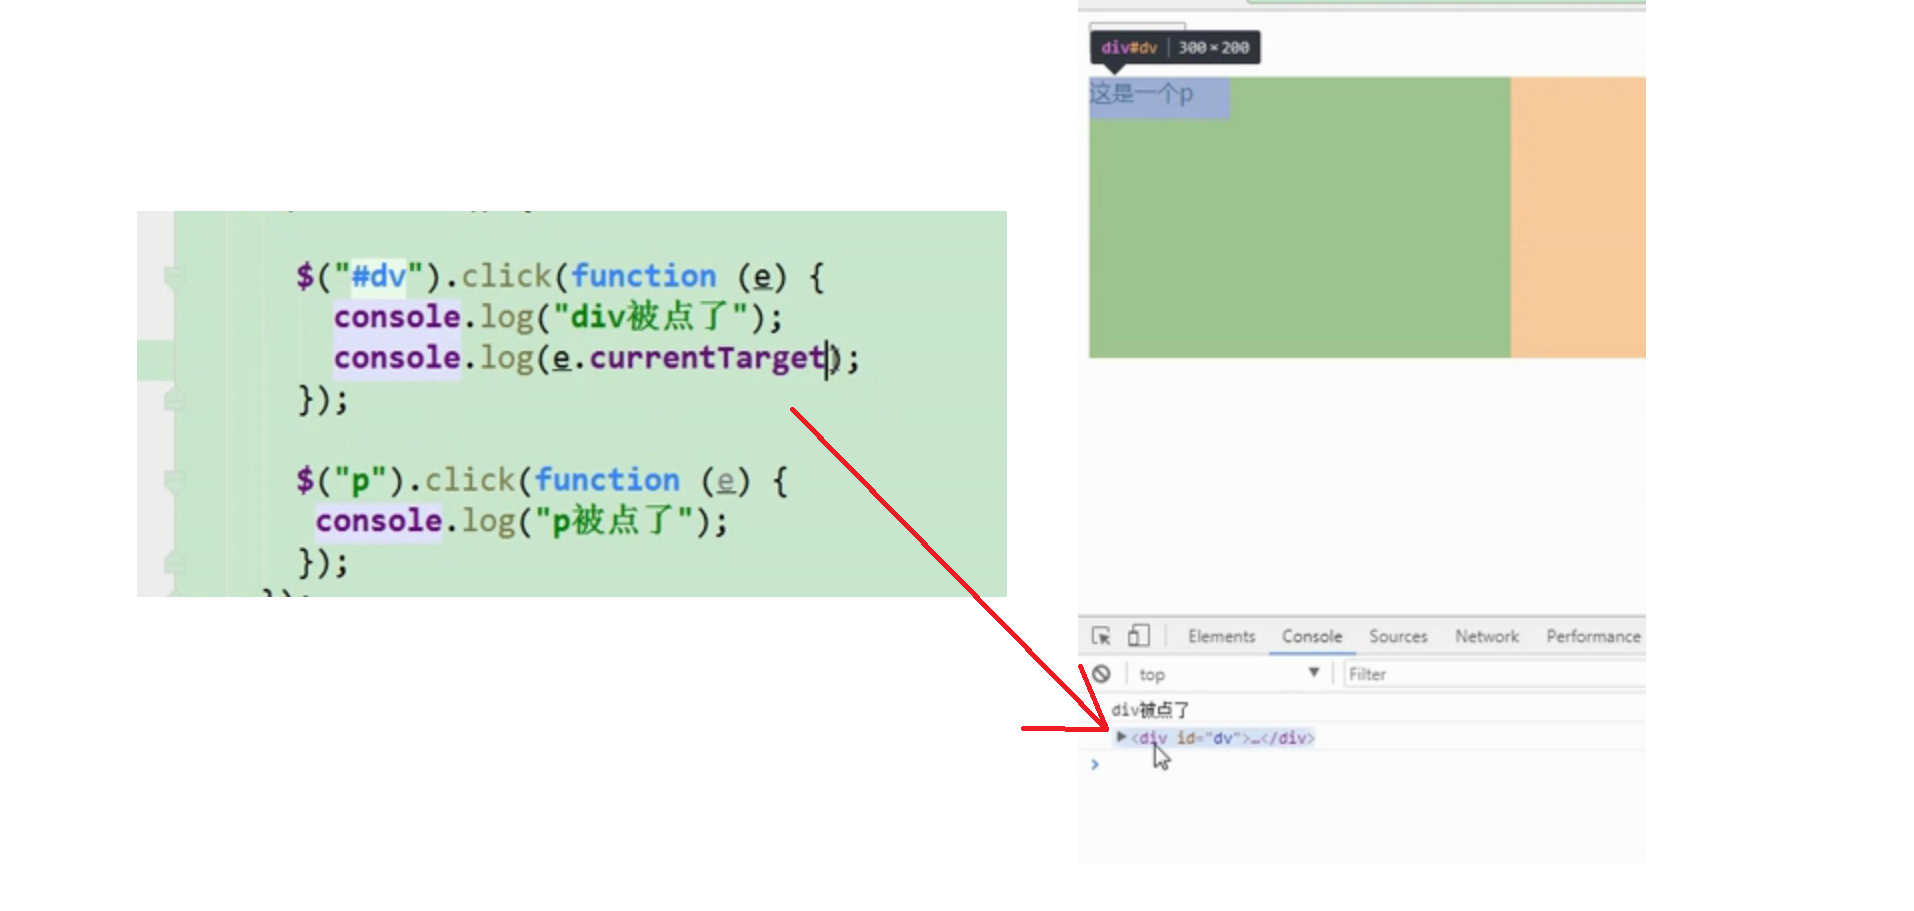 $("#dv").click(function (e) {
console.log("div被点了");
console.log(e.currentTarget);
});
$("p").click(function (e) {
console.log("p被点了");
});
div#dv 300 × 200
这是一个p
Elements Console Sources Network Performance
top ▼ Filter
div被点了
▶<div id="dv">…</div>
>